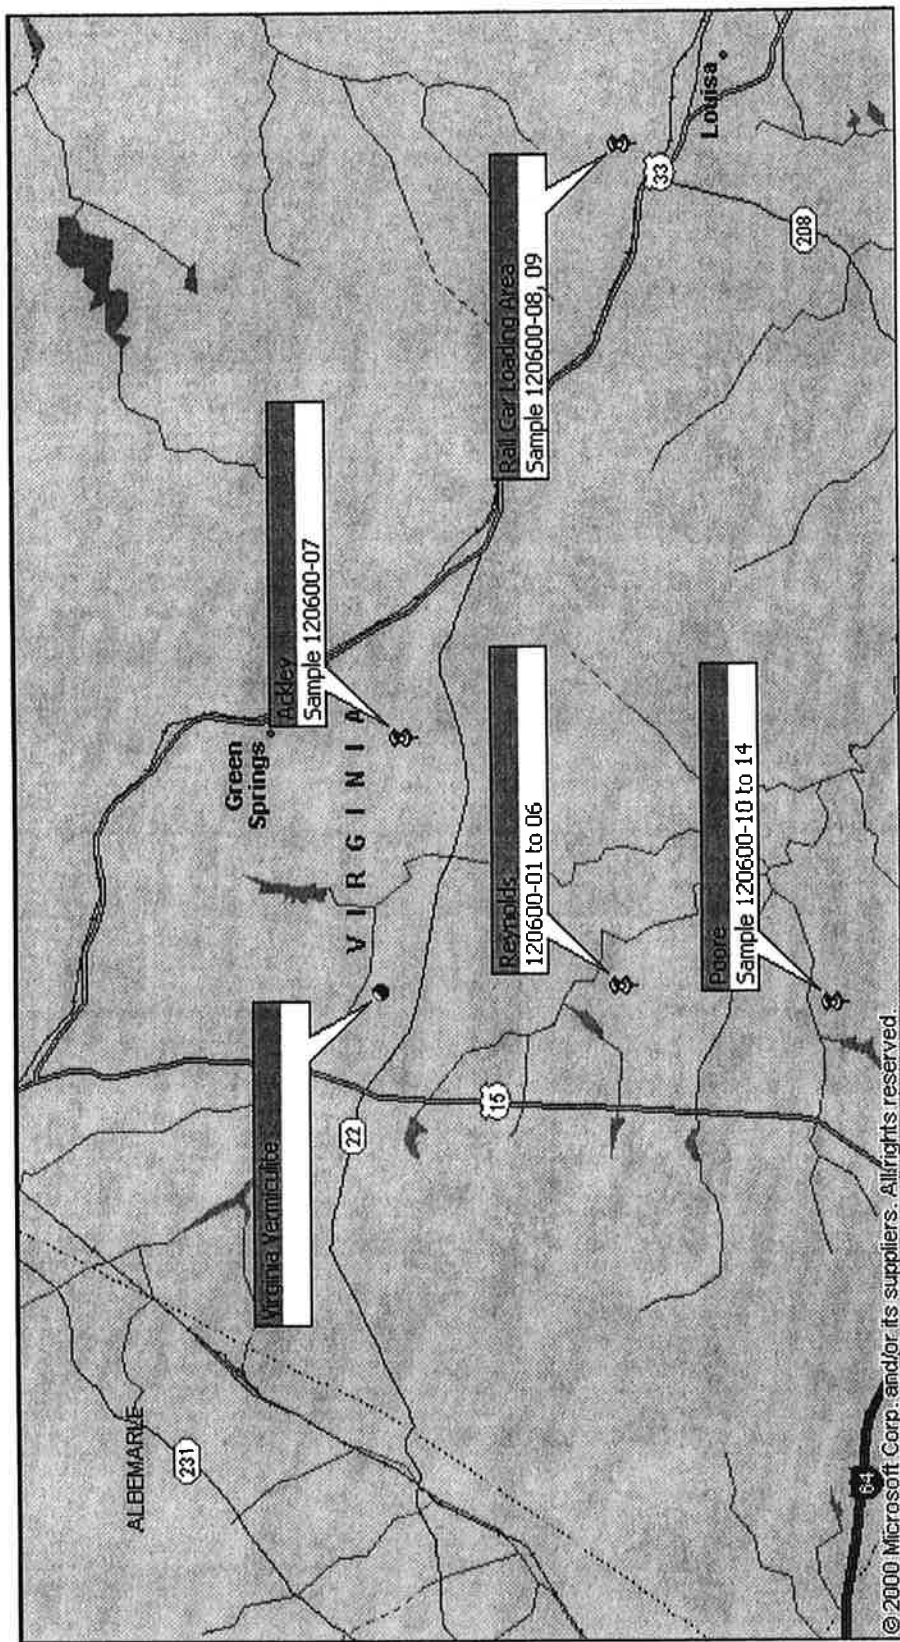 ALBEMARLE
231
Virginia Vermiculite
22
15
64
Green
Springs
VIRGINIA
Ackley
Sample 120600-07
Reynolds
120600-01 to 06
Poore
Sample 120600-10 to 14
Rail Car Loading Area
Sample 120600-08, 09
33
208
Louisa
© 2000 Microsoft Corp. and/or its suppliers. All rights reserved.